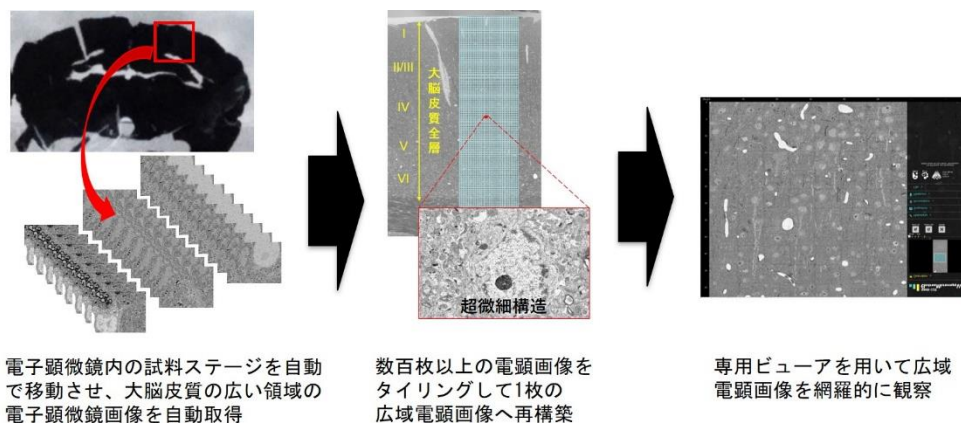 I
II/III
IV
V
VI
大脳皮質全層
超微細構造
電子顕微鏡内の試料ステージを自動
で移動させ、大脳皮質の広い領域の
電子顕微鏡画像を自動取得
数百枚以上の電顕画像を
タイリングして1枚の
広域電顕画像へ再構築
専用ビューアを用いて広域
電顕画像を網羅的に観察